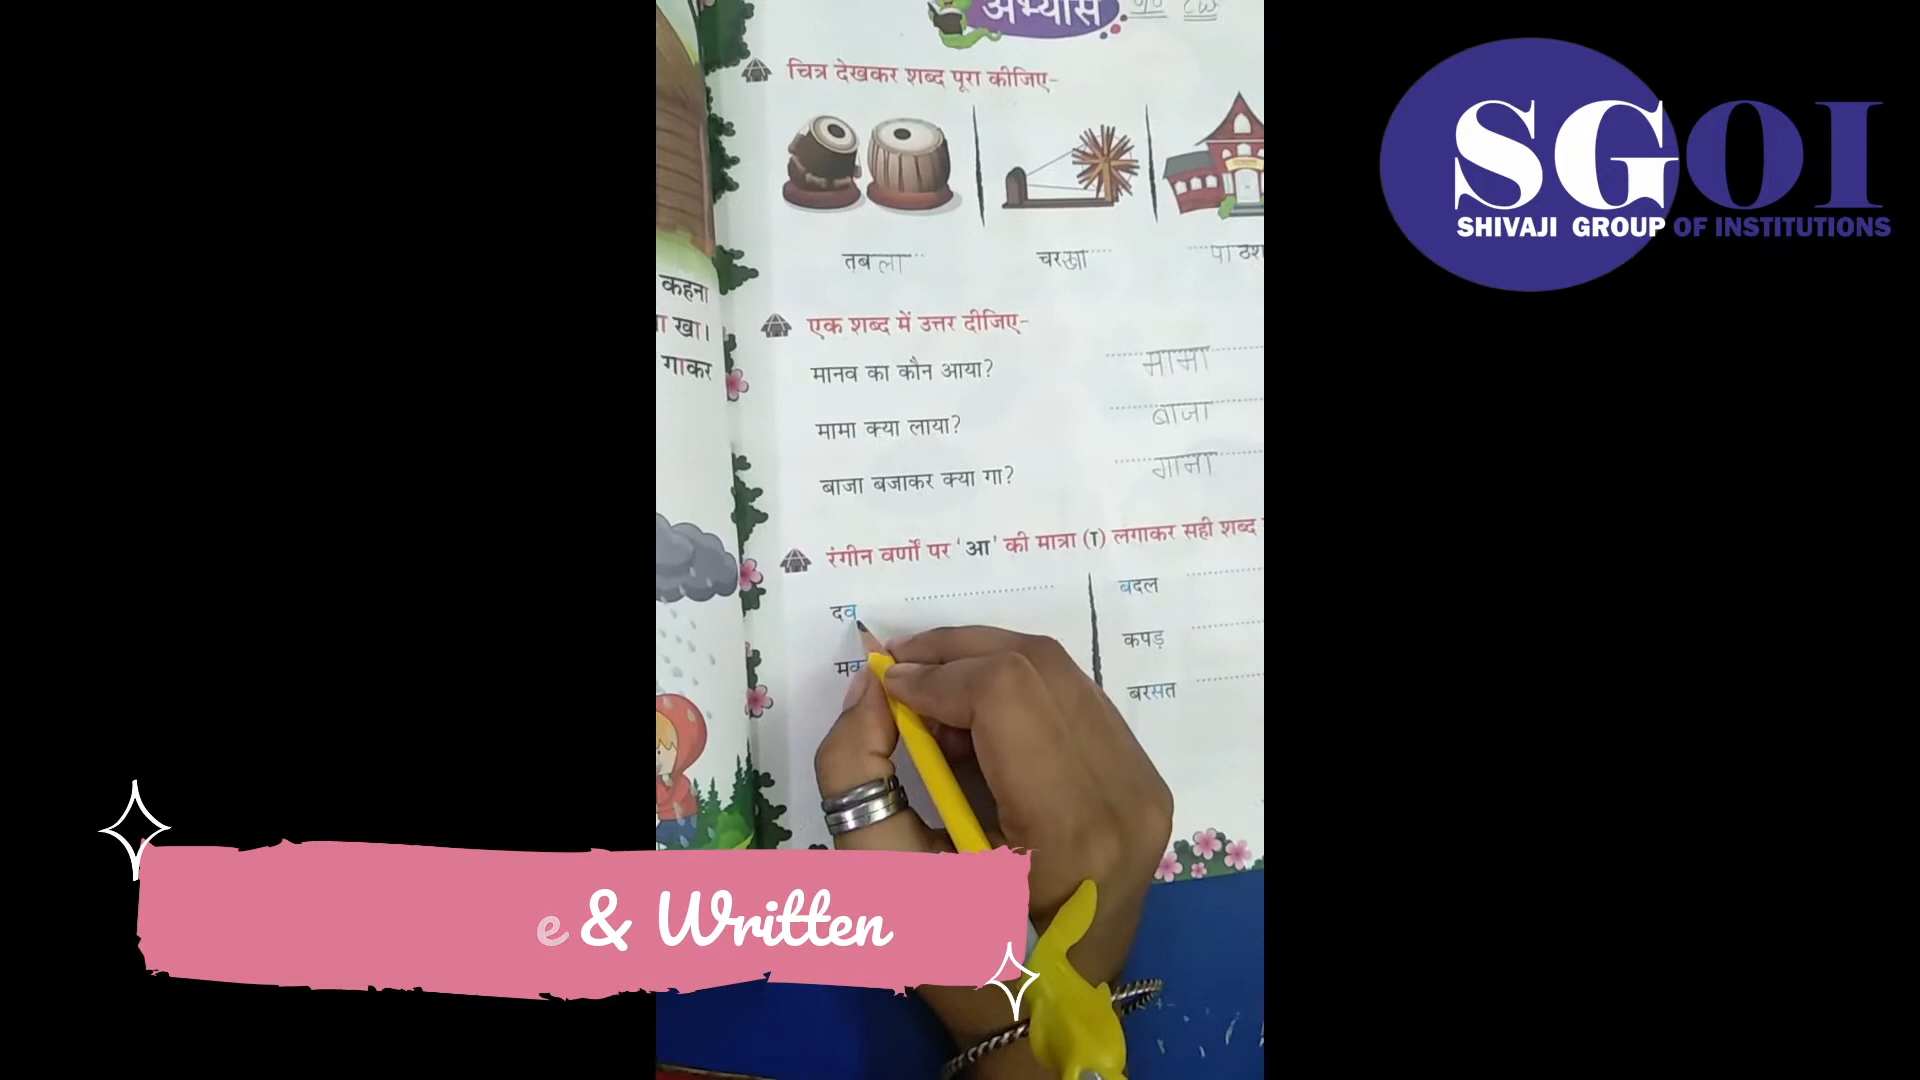 अभ्यास
चित्र देखकर शब्द पूरा कीजिए-
तबला
चरखा
पाठश
कहना
ा खा।
गाकर
एक शब्द में उत्तर दीजिए-
मानव का कौन आया? मामा
मामा क्या लाया? बाजा
बाजा बजाकर क्या गा? गाना
रंगीन वर्णों पर 'आ' की मात्रा (ा) लगाकर सही शब्द
दव
बदल
कपड़
बरसत
SGOI
SHIVAJI GROUP OF INSTITUTIONS
e & Written